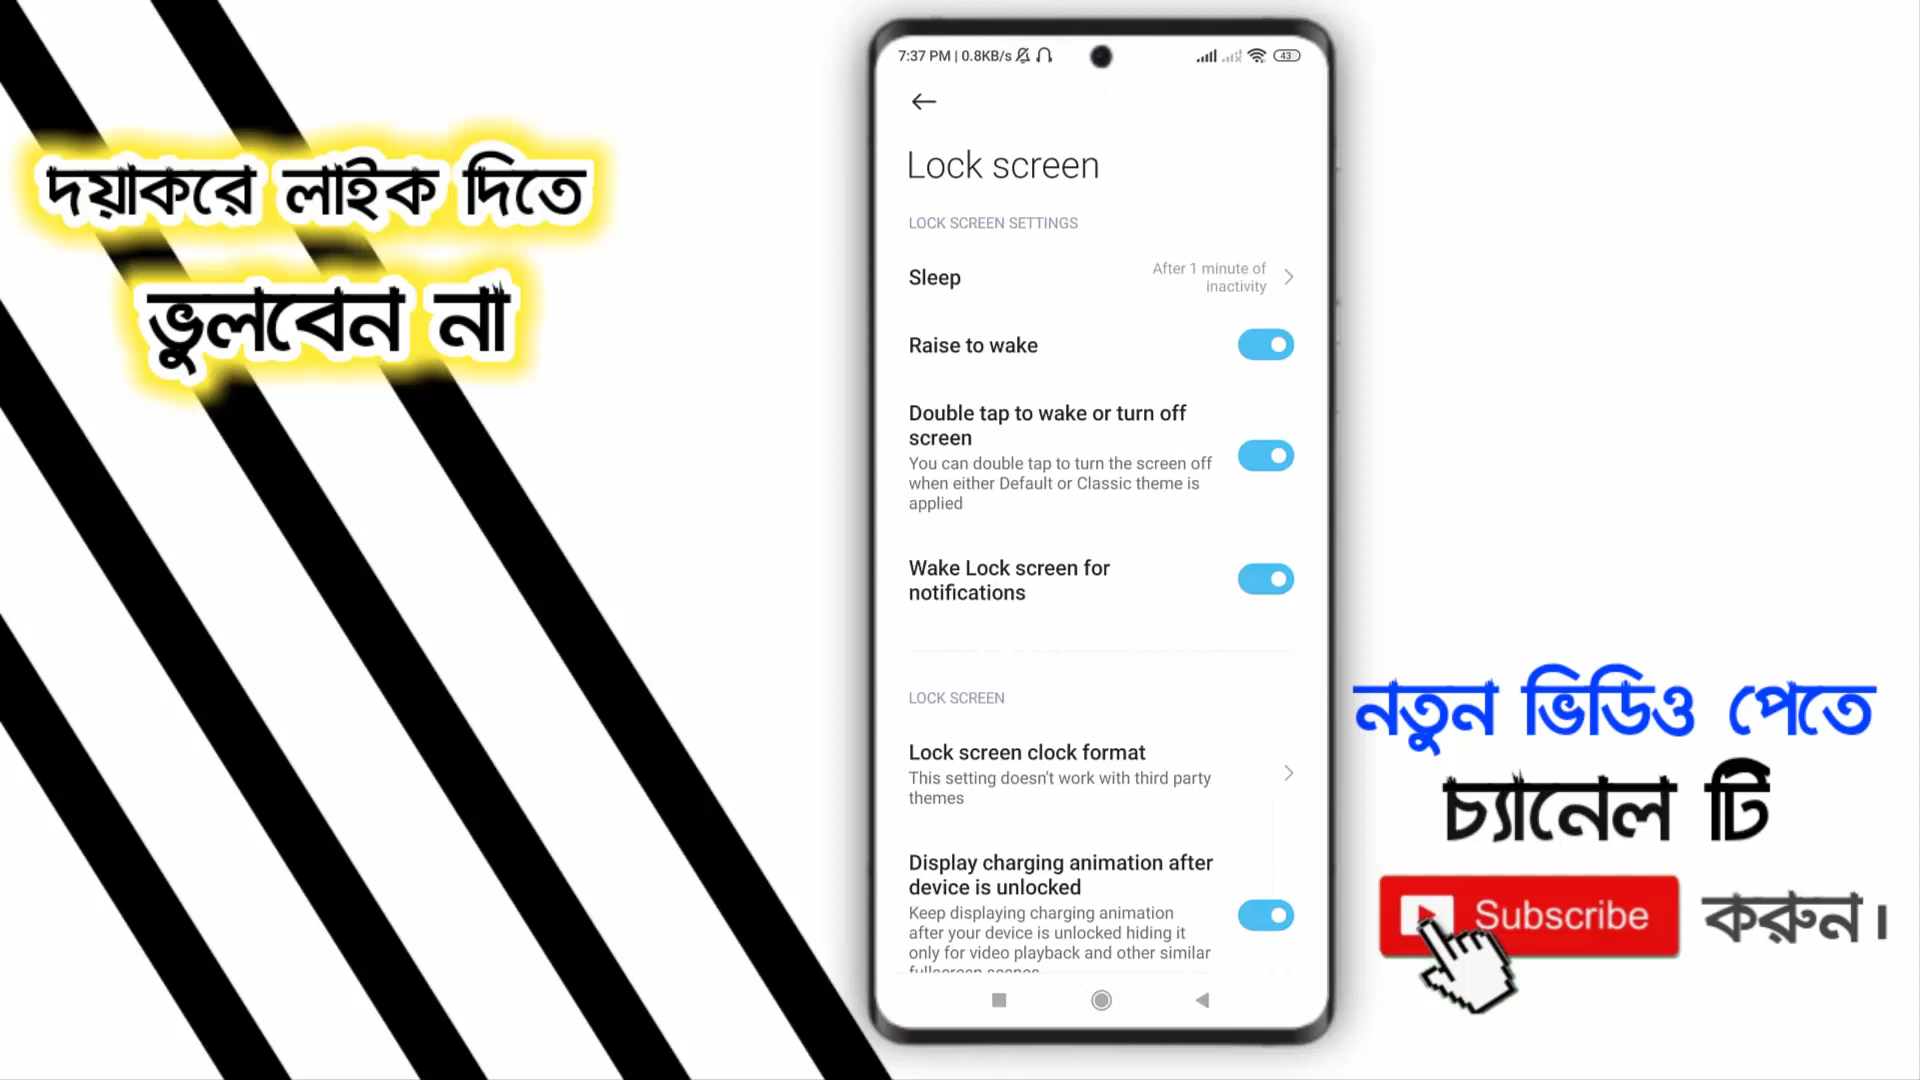 দয়াকরে লাইক দিতে
ভুলবেন না
7:37 PM | 0.8KB/s
43
Lock screen
LOCK SCREEN SETTINGS
Sleep
After 1 minute of
inactivity
Raise to wake
Double tap to wake or turn off
screen
You can double tap to turn the screen off
when either Default or Classic theme is
applied
Wake Lock screen for
notifications
LOCK SCREEN
Lock screen clock format
This setting doesn't work with third party
themes
Display charging animation after
device is unlocked
Keep displaying charging animation
after your device is unlocked hiding it
only for video playback and other similar
fullscreen scenes
নতুন ভিডিও পেতে
চ্যানেল টি
Subscribe করুন।